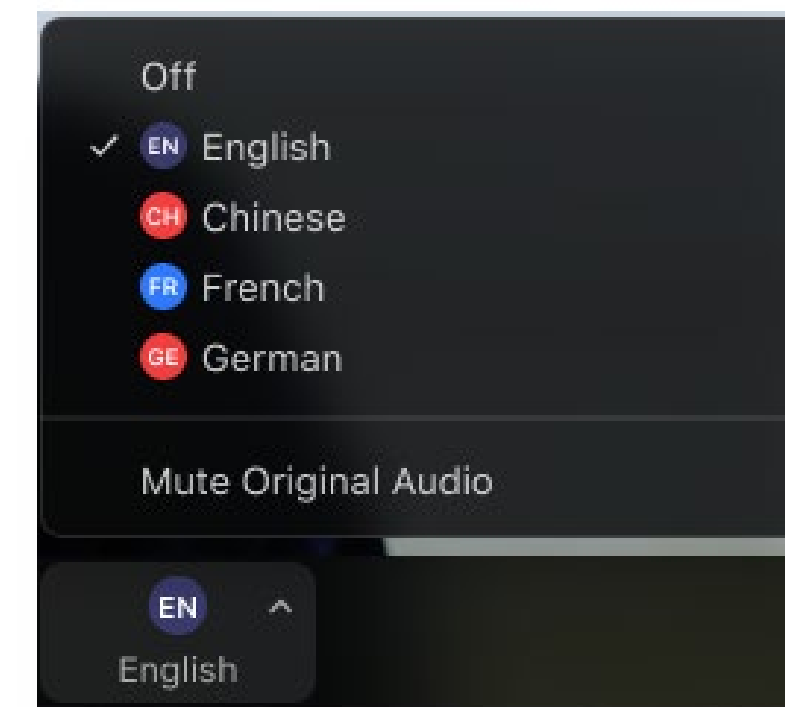 Off
EN English
CH Chinese
FR French
GE German
Mute Original Audio
EN
English